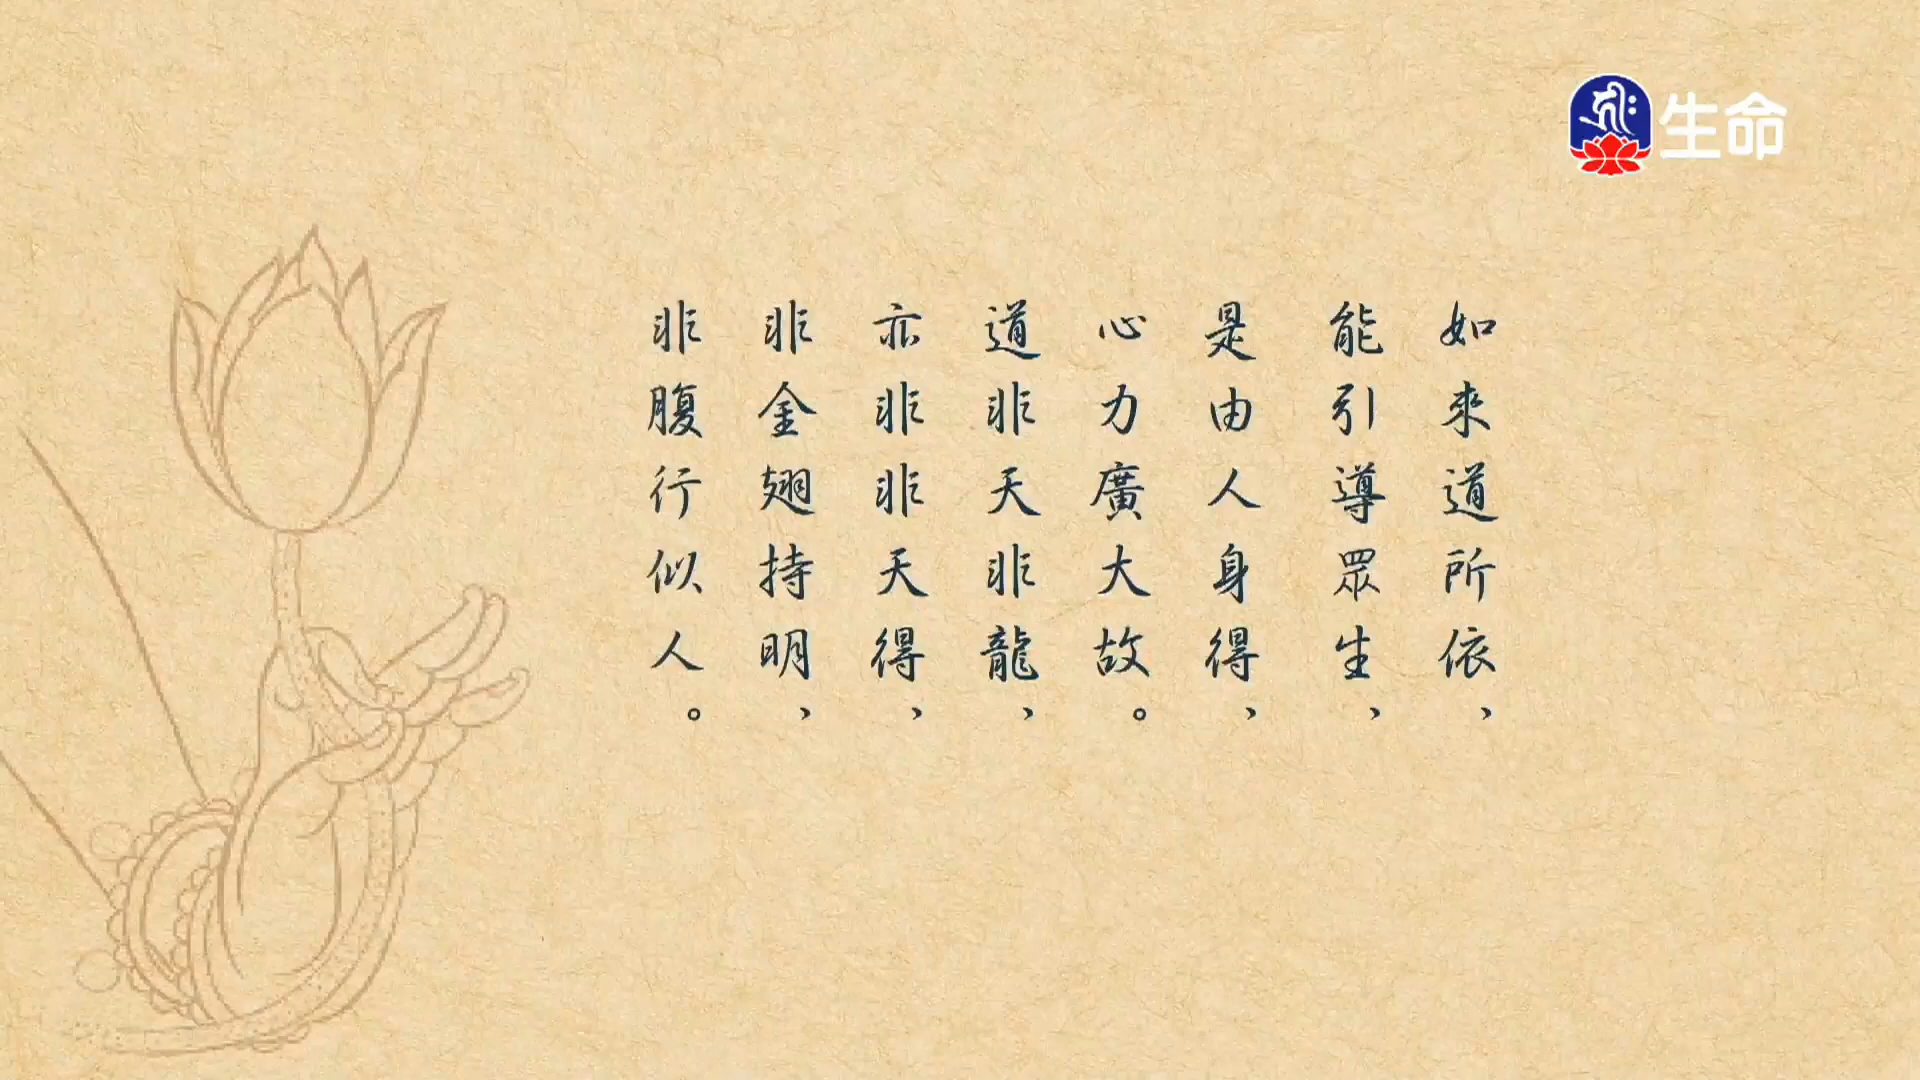 生命
如來道所依，
能引導眾生，
是由人身得，
心力廣大故。
道非天非龍，
亦非非天得，
非金翅持明，
非腹行似人。